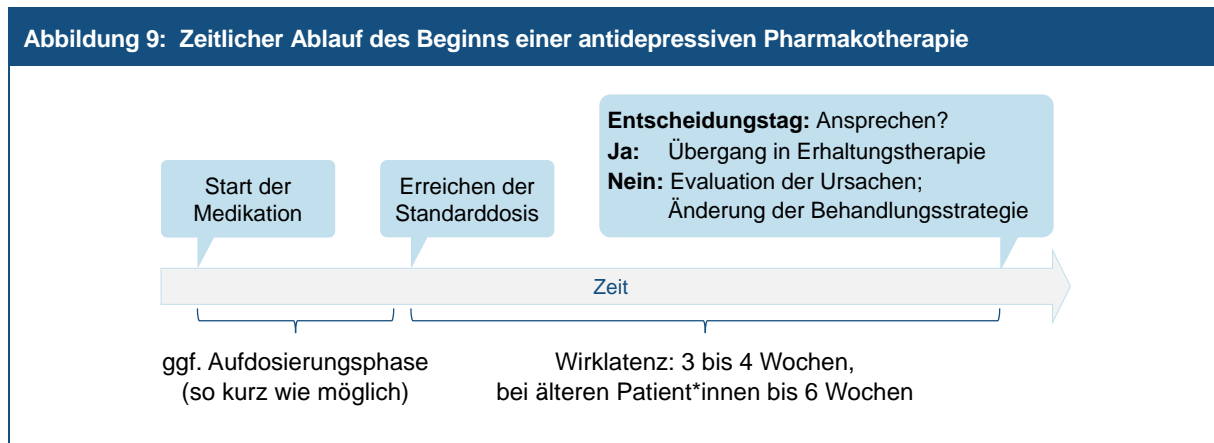 Abbildung 9: Zeitlicher Ablauf des Beginns einer antidepressiven Pharmakotherapie
Start der
Medikation
Erreichen der
Standarddosis
Entscheidungstag: Ansprechen?
Ja: Übergang in Erhaltungstherapie
Nein: Evaluation der Ursachen;
Änderung der Behandlungsstrategie
Zeit
ggf. Aufdosierungsphase
(so kurz wie möglich)
Wirklatenz: 3 bis 4 Wochen,
bei älteren Patient*innen bis 6 Wochen